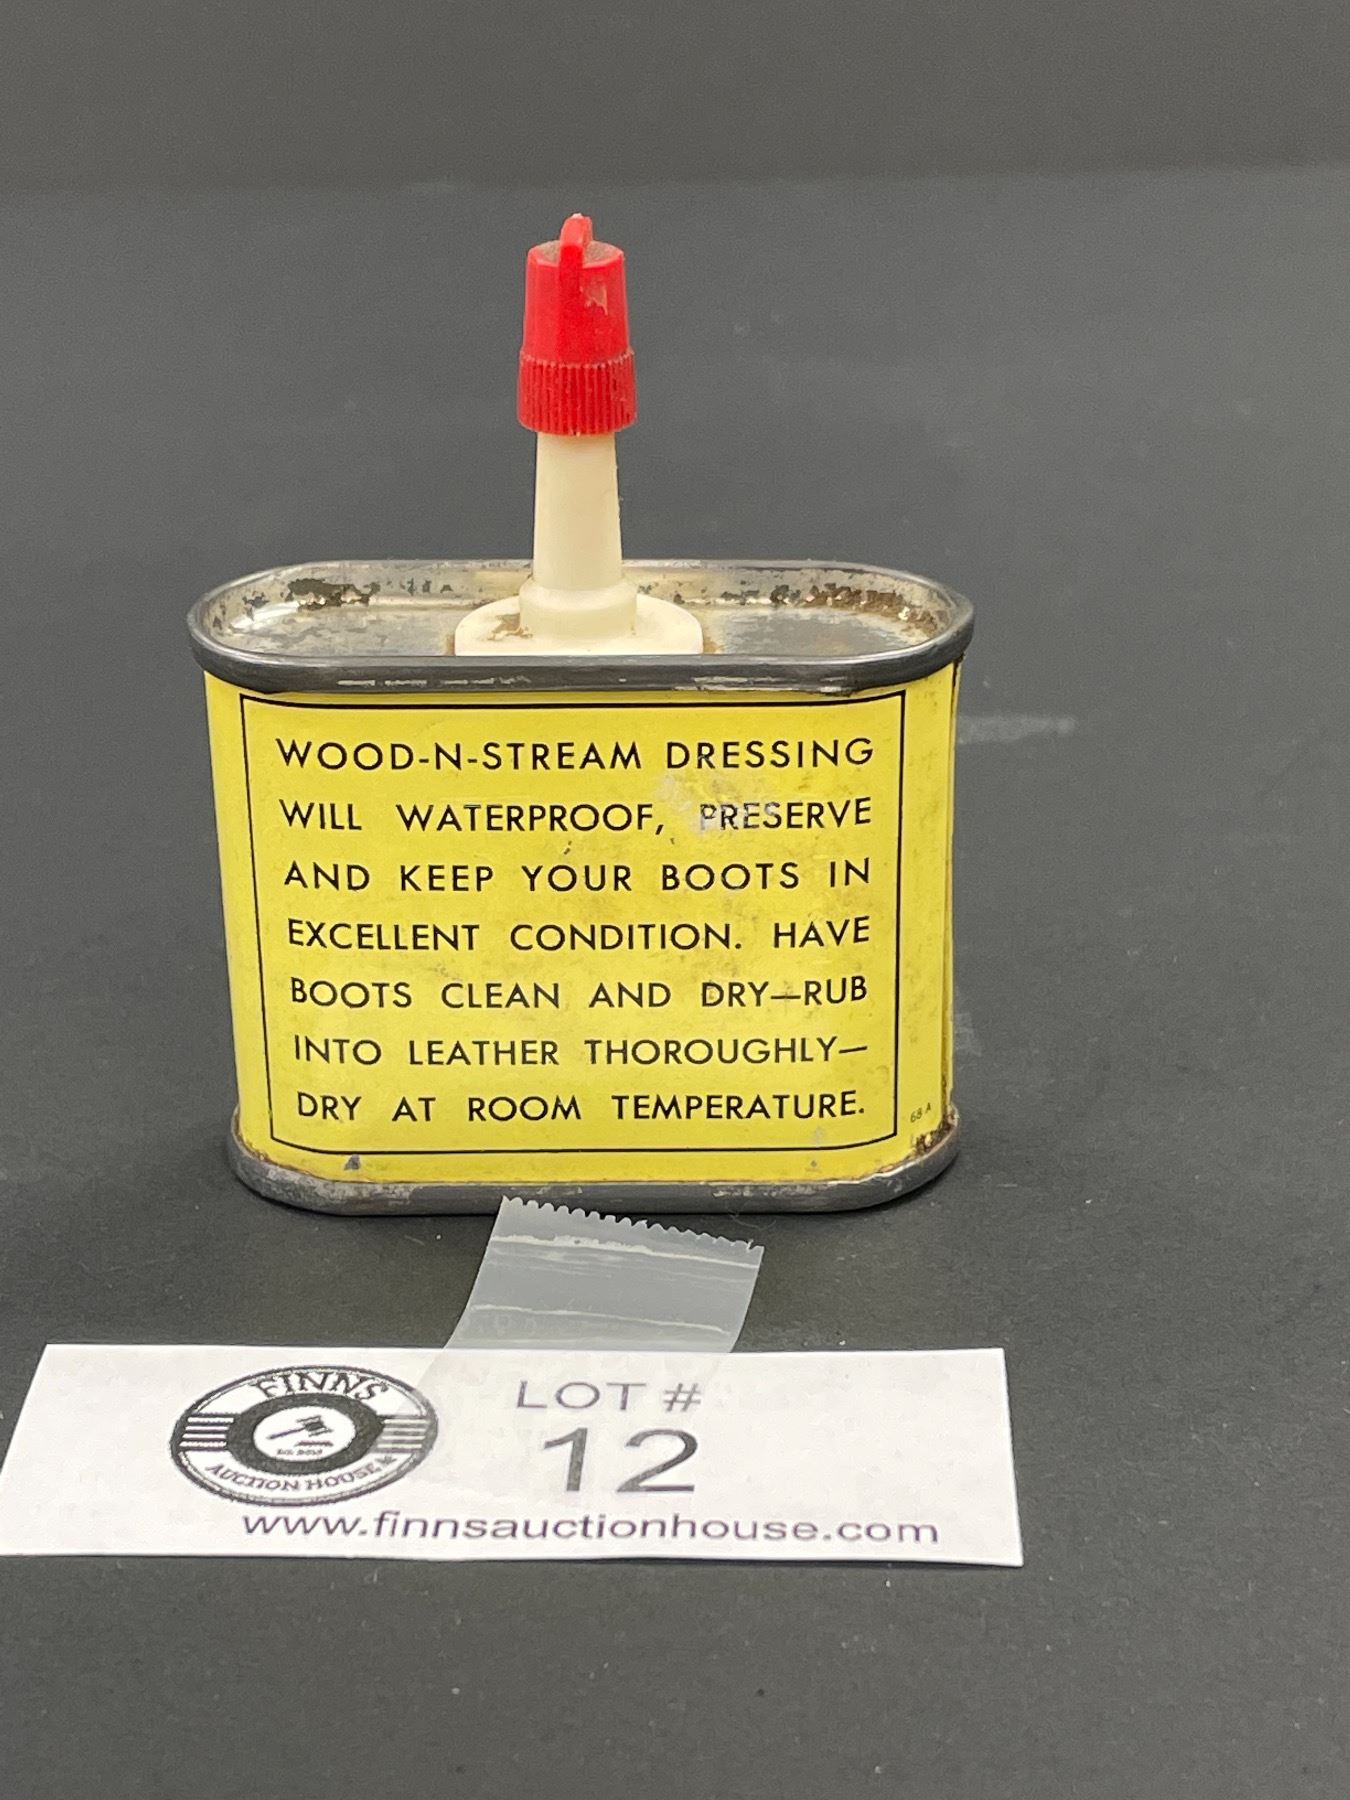 WOOD-N-STREAM DRESSING
WILL WATERPROOF, PRESERVE
AND KEEP YOUR BOOTS IN
EXCELLENT CONDITION. HAVE
BOOTS CLEAN AND DRY—RUB
INTO LEATHER THOROUGHLY—
DRY AT ROOM TEMPERATURE.
68 A
FINNS
AUCTION HOUSE
LOT #
12
www.finnsauctionhouse.com